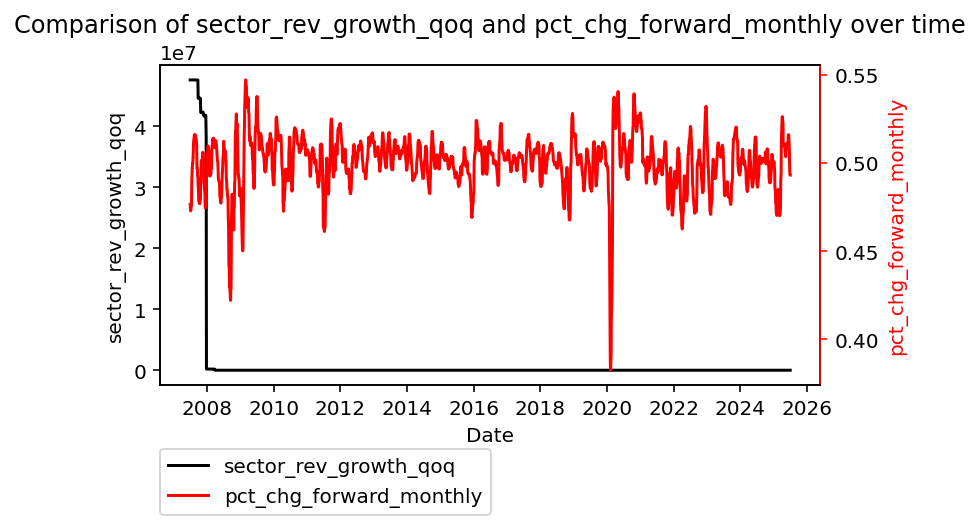 Comparison of sector_rev_growth_qoq and pct_chg_forward_monthly over time
1e7
4
3
2
1
0
sector_rev_growth_qoq
0.55
0.50
0.45
0.40
pct_chg_forward_monthly
2008 2010 2012 2014 2016 2018 2020 2022 2024 2026
Date
sector_rev_growth_qoq
pct_chg_forward_monthly